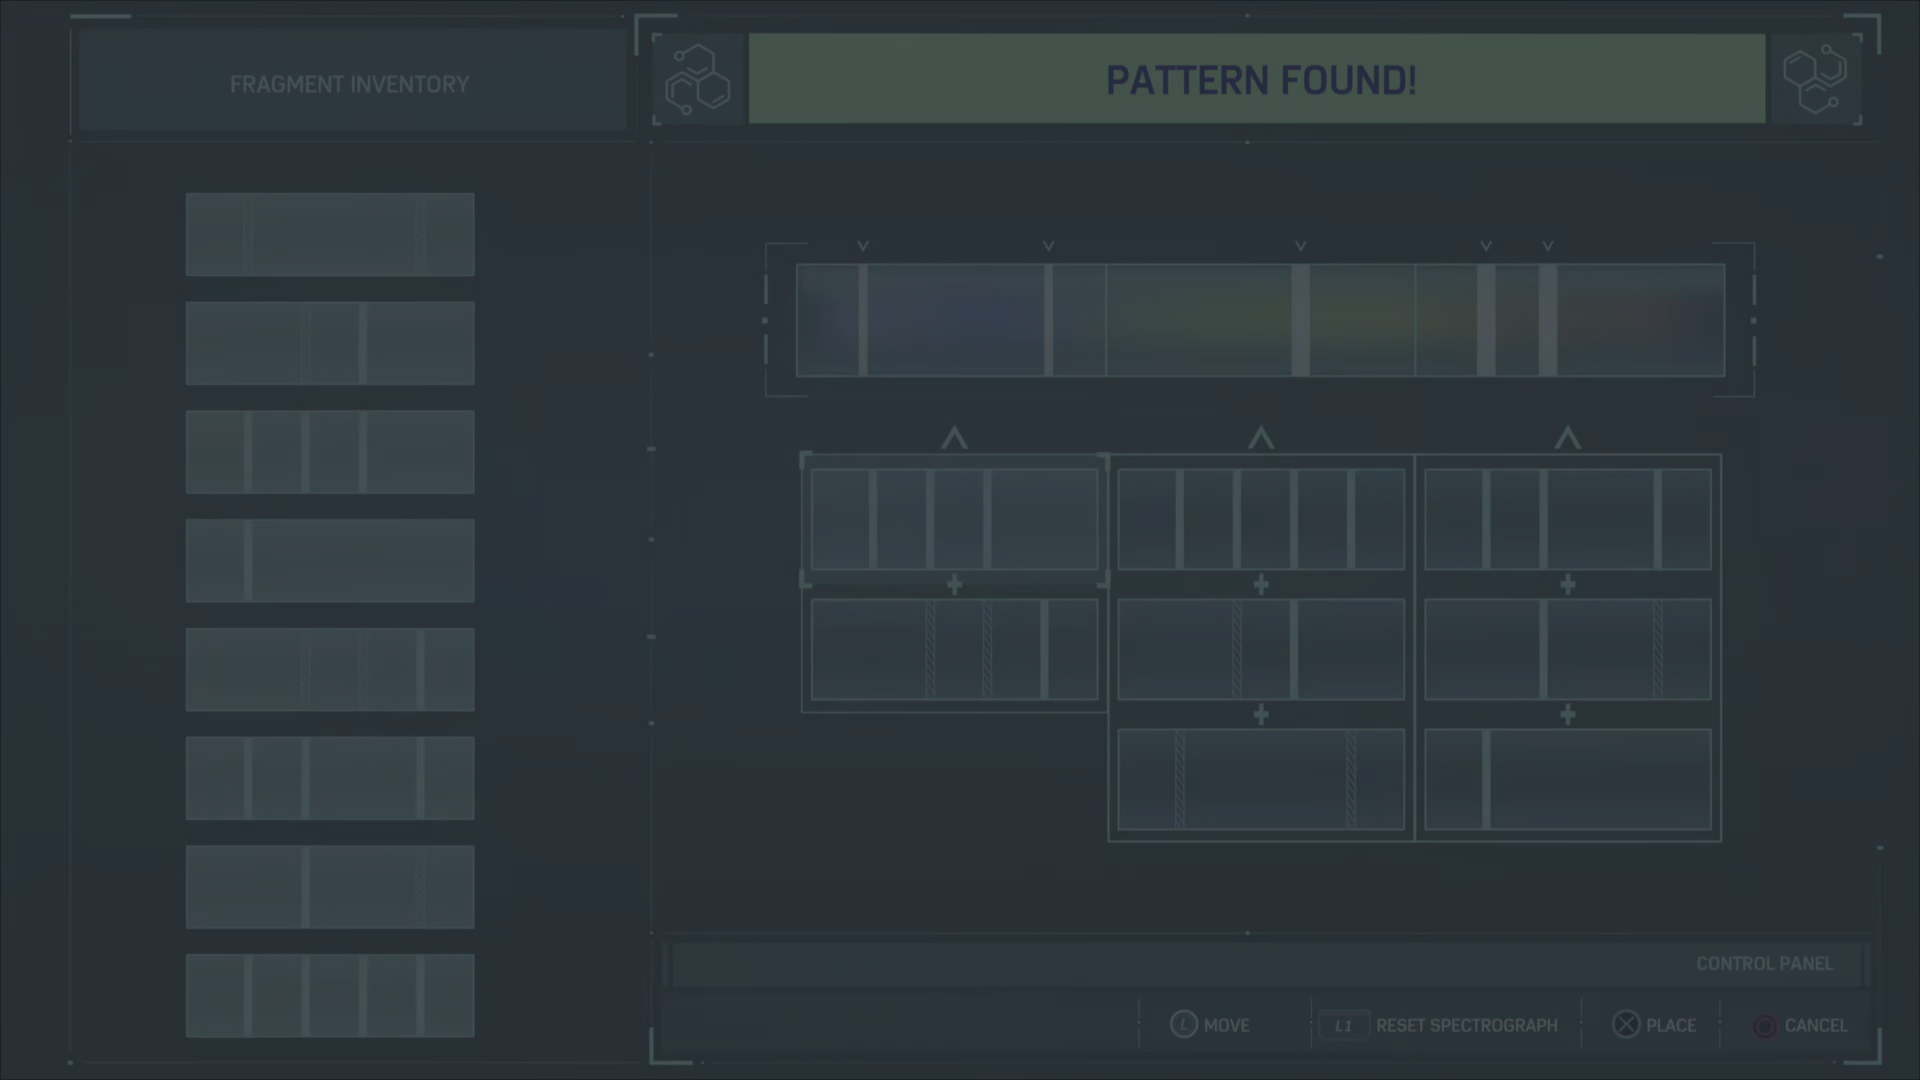 FRAGMENT INVENTORY
PATTERN FOUND!
CONTROL PANEL
L MOVE
L1 RESET SPECTROGRAPH
PLACE
CANCEL